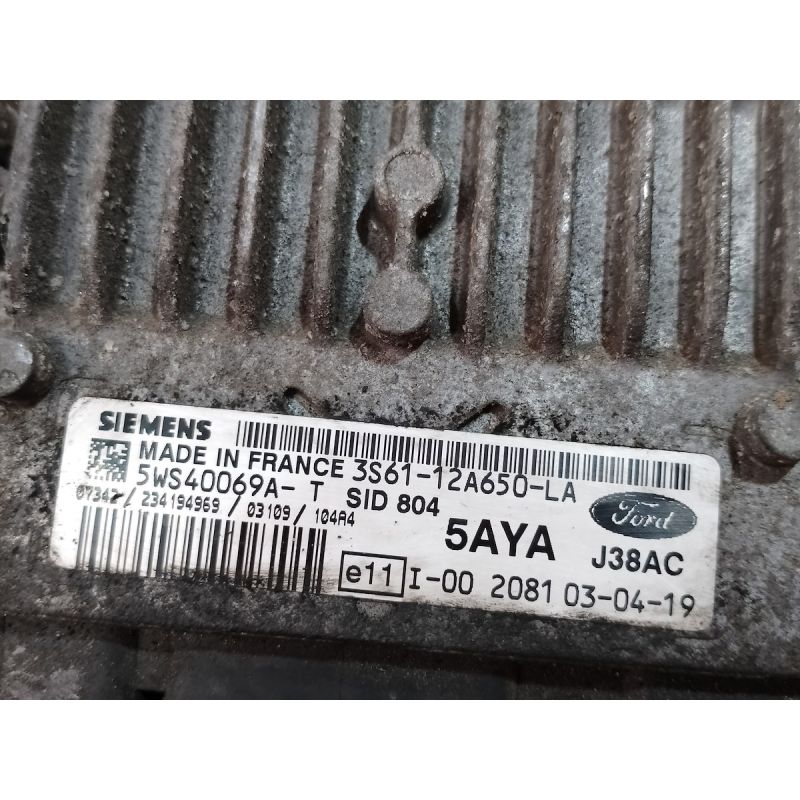 SIEMENS
MADE IN FRANCE 3S61-12A650-LA
5WS40069A-T SID 804
07342 / 234194969 / 03109 / 104A4
Ford
5AYA J38AC
e11 I-00 2081 03-04-19